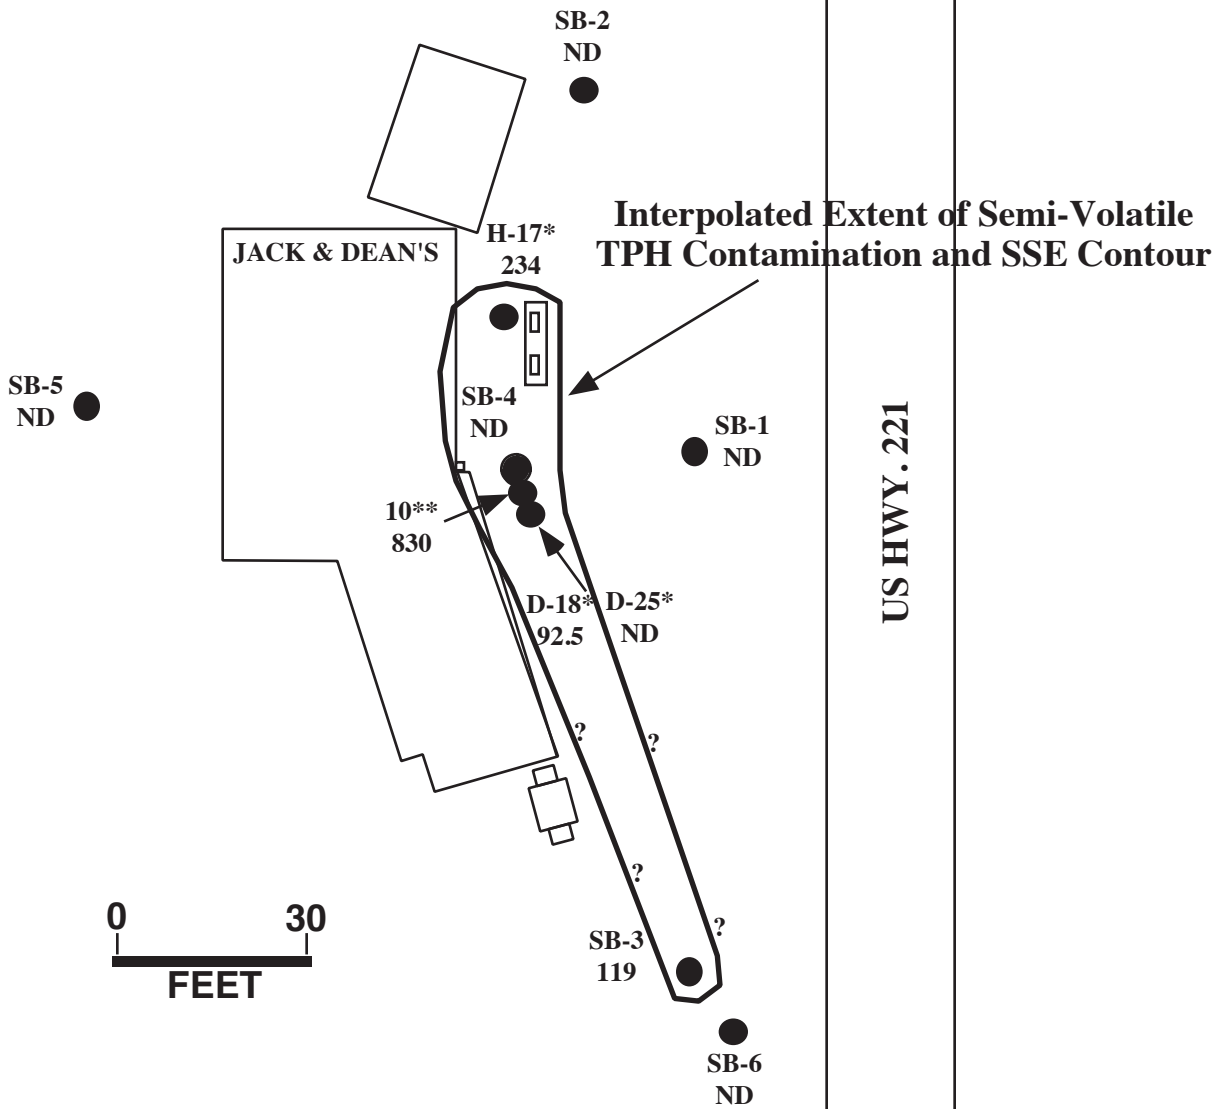 SB-2
ND
Interpolated Extent of Semi-Volatile
TPH Contamination and SSE Contour
H-17*
234
JACK & DEAN'S
SB-5
ND
SB-4
ND
SB-1
ND
US HWY. 221
10**
830
D-18*
92.5
D-25*
ND
?
?
?
?
SB-3
119
0
30
FEET
SB-6
ND